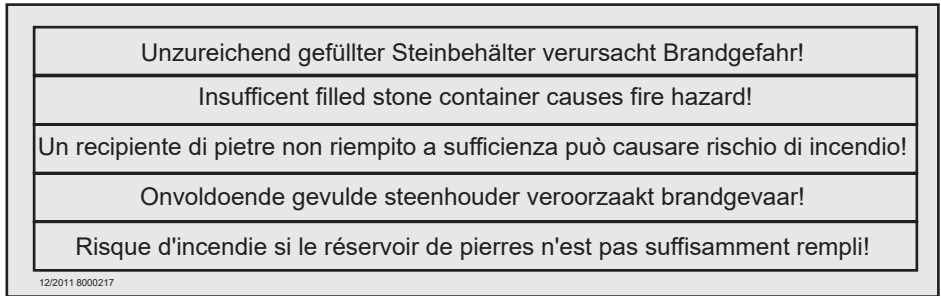 Unzureichend gefüllter Steinbehälter verursacht Brandgefahr!
Insufficent filled stone container causes fire hazard!
Un recipiente di pietre non riempito a sufficienza può causare rischio di incendio!
Onvoldoende gevulde steenhouder veroorzaakt brandgevaar!
Risque d'incendie si le réservoir de pierres n'est pas suffisamment rempli!
12/2011 8000217